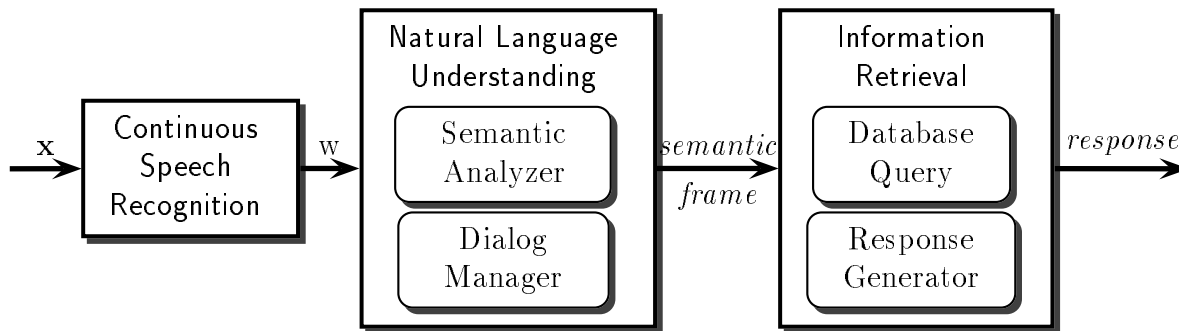 x
Continuous
Speech
Recognition
w
Natural Language
Understanding
Semantic
Analyzer
Dialog
Manager
semantic
frame
Information
Retrieval
Database
Query
Response
Generator
response